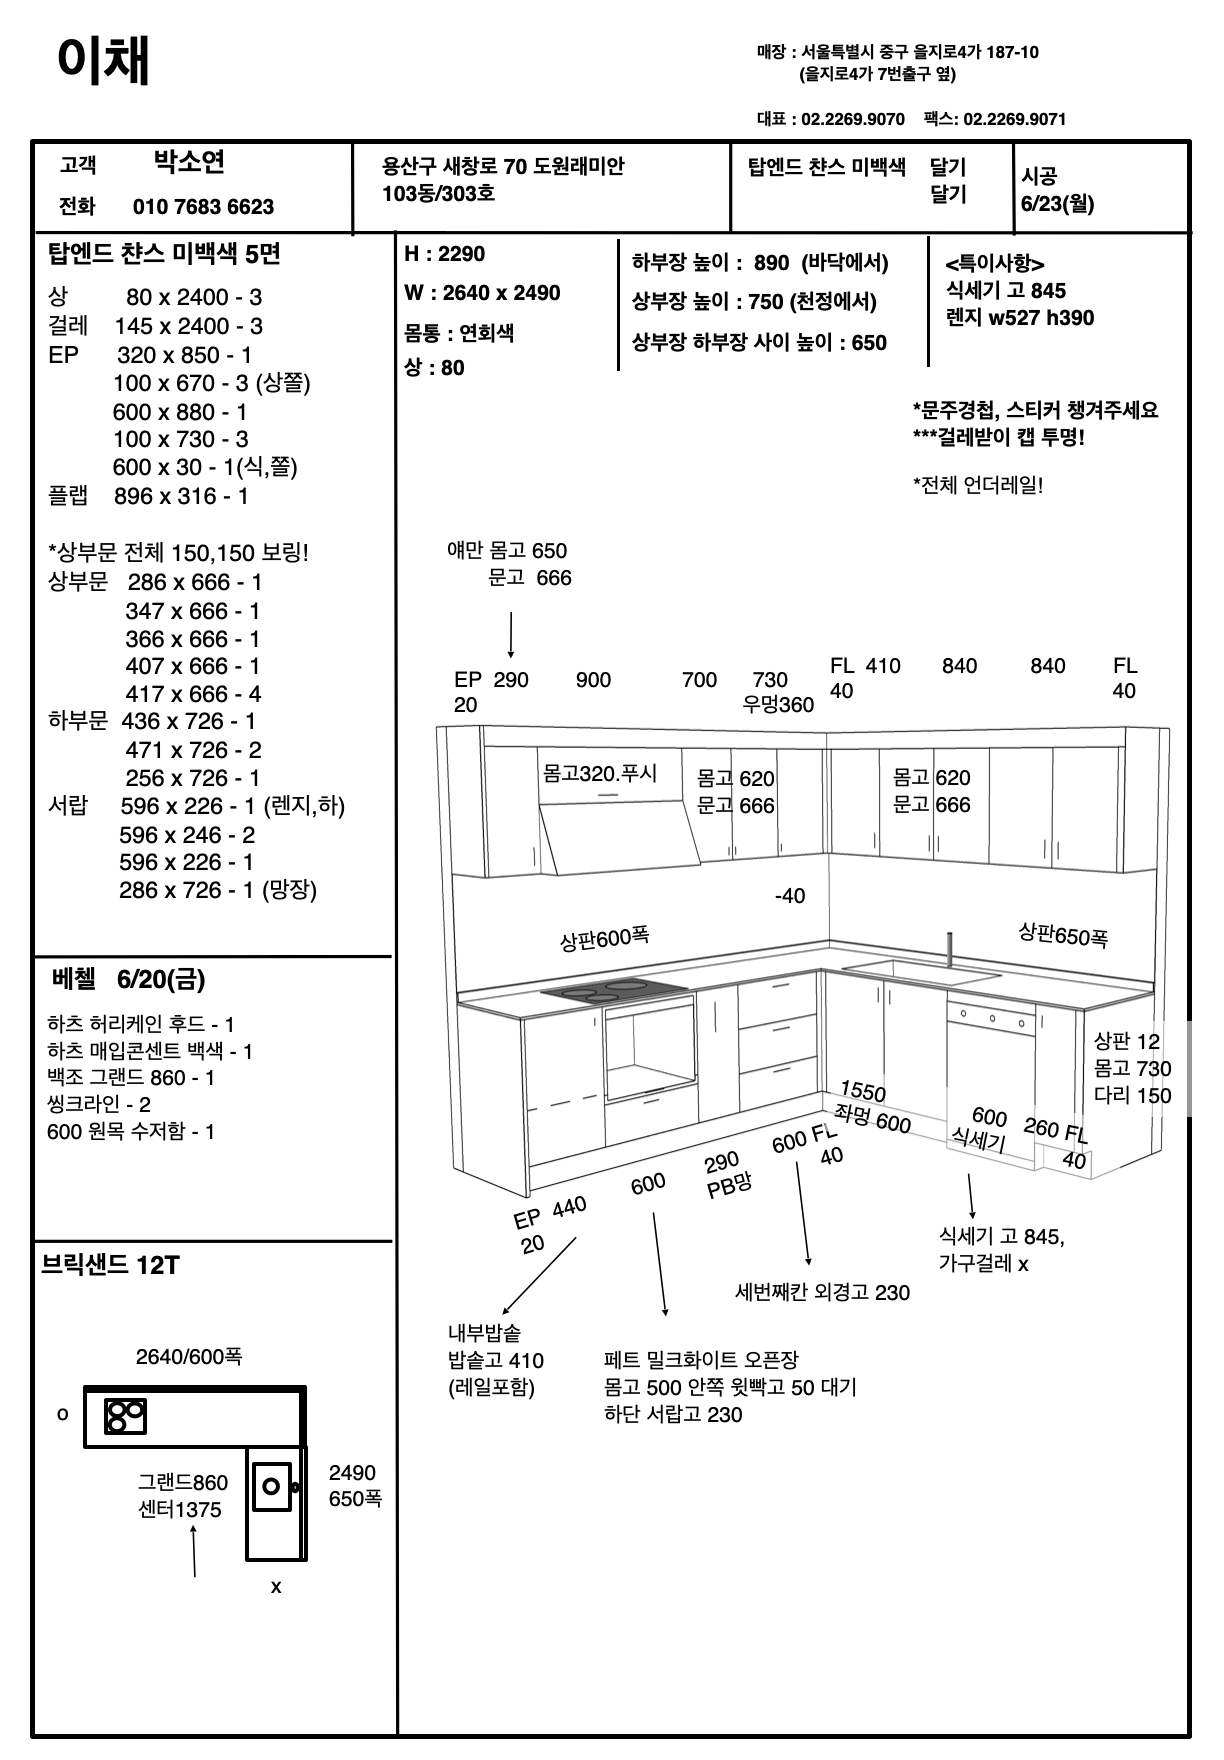 이채
매장 : 서울특별시 중구 을지로4가 187-10
(을지로4가 7번출구 옆)
대표 : 02.2269.9070 팩스: 02.2269.9071
고객 박소연
전화 010 7683 6623
용산구 새창로 70 도원래미안
103동/303호
탑엔드 챤스 미백색 달기
달기
시공
6/23(월)
탑엔드 챤스 미백색 5면
상 80 x 2400 - 3
걸레 145 x 2400 - 3
EP 320 x 850 - 1
100 x 670 - 3 (상쫄)
600 x 880 - 1
100 x 730 - 3
600 x 30 - 1(식,쫄)
플랩 896 x 316 - 1
*상부문 전체 150,150 보링!
상부문 286 x 666 - 1
347 x 666 - 1
366 x 666 - 1
407 x 666 - 1
417 x 666 - 4
하부문 436 x 726 - 1
471 x 726 - 2
256 x 726 - 1
서랍 596 x 226 - 1 (렌지,하)
596 x 246 - 2
596 x 226 - 1
286 x 726 - 1 (망장)
베첼 6/20(금)
하츠 허리케인 후드 - 1
하츠 매입콘센트 백색 - 1
백조 그랜드 860 - 1
씽크라인 - 2
600 원목 수저함 - 1
브릭샌드 12T
2640/600폭
o
그랜드860
센터1375
2490
650폭
x
H : 2290
W : 2640 x 2490
몸통 : 연회색
상 : 80
하부장 높이 : 890 (바닥에서)
상부장 높이 : 750 (천정에서)
상부장 하부장 사이 높이 : 650
<특이사항>
식세기 고 845
렌지 w527 h390
*문주경첩, 스티커 챙겨주세요
***걸레받이 캡 투명!
*전체 언더레일!
얘만 몸고 650
문고 666
EP 290 900 700 730 FL 410 840 840 FL
20 우멍360 40 40
몸고320.푸시
몸고 620
문고 666
몸고 620
문고 666
-40
상판600폭
상판650폭
상판 12
몸고 730
다리 150
1550
좌멍 600
600
식세기
260 FL
40
600 FL
40
290
PB망
600
EP 440
20
식세기 고 845,
가구걸레 x
세번째칸 외경고 230
내부밥솥
밥솥고 410
(레일포함)
페트 밀크화이트 오픈장
몸고 500 안쪽 윗빽고 50 대기
하단 서랍고 230